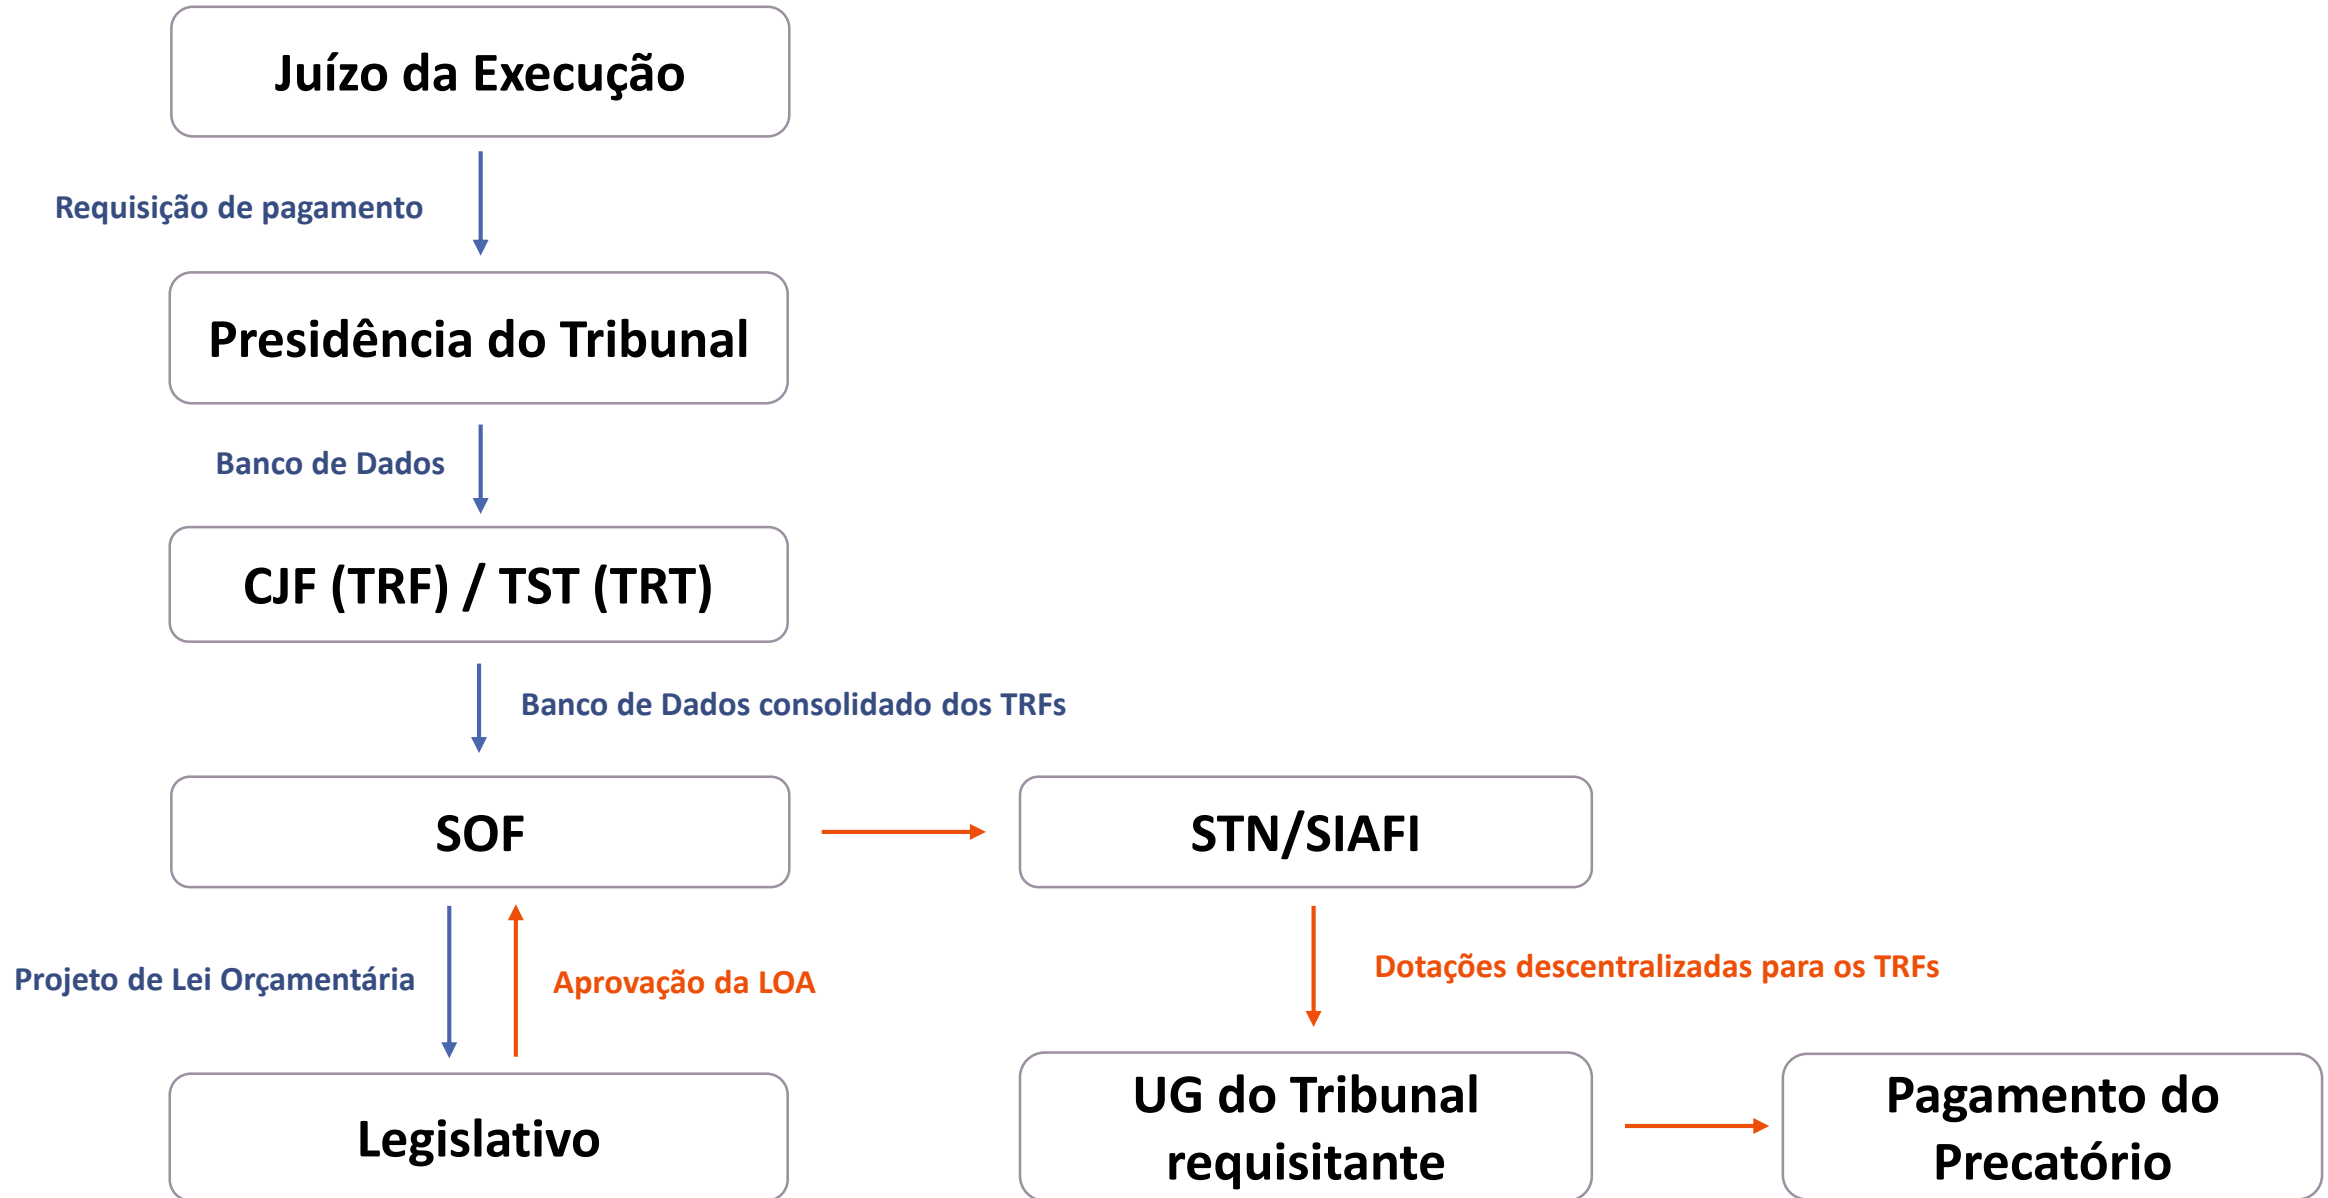 Juízo da Execução
Requisição de pagamento
Presidência do Tribunal
Banco de Dados
CJF (TRF) / TST (TRT)
Banco de Dados consolidado dos TRFs
SOF
STN/SIAFI
Projeto de Lei Orçamentária
Aprovação da LOA
Dotações descentralizadas para os TRFs
Legislativo
UG do Tribunal
requisitante
Pagamento do
Precatório